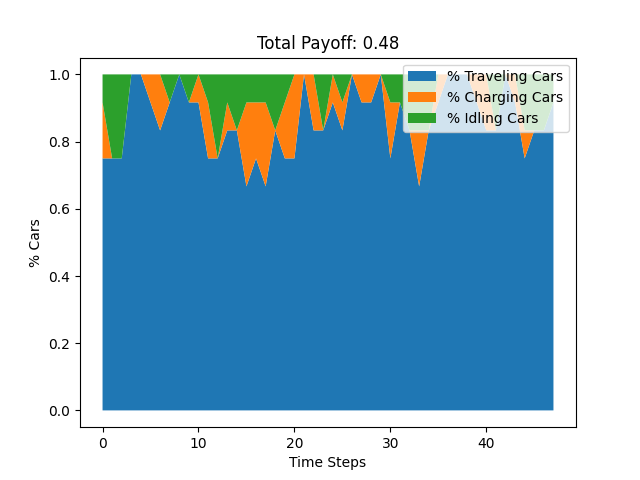 Total Payoff: 0.48
1.0
0.8
0.6
0.4
0.2
0.0
% Cars
% Traveling Cars
% Charging Cars
% Idling Cars
0 10 20 30 40
Time Steps